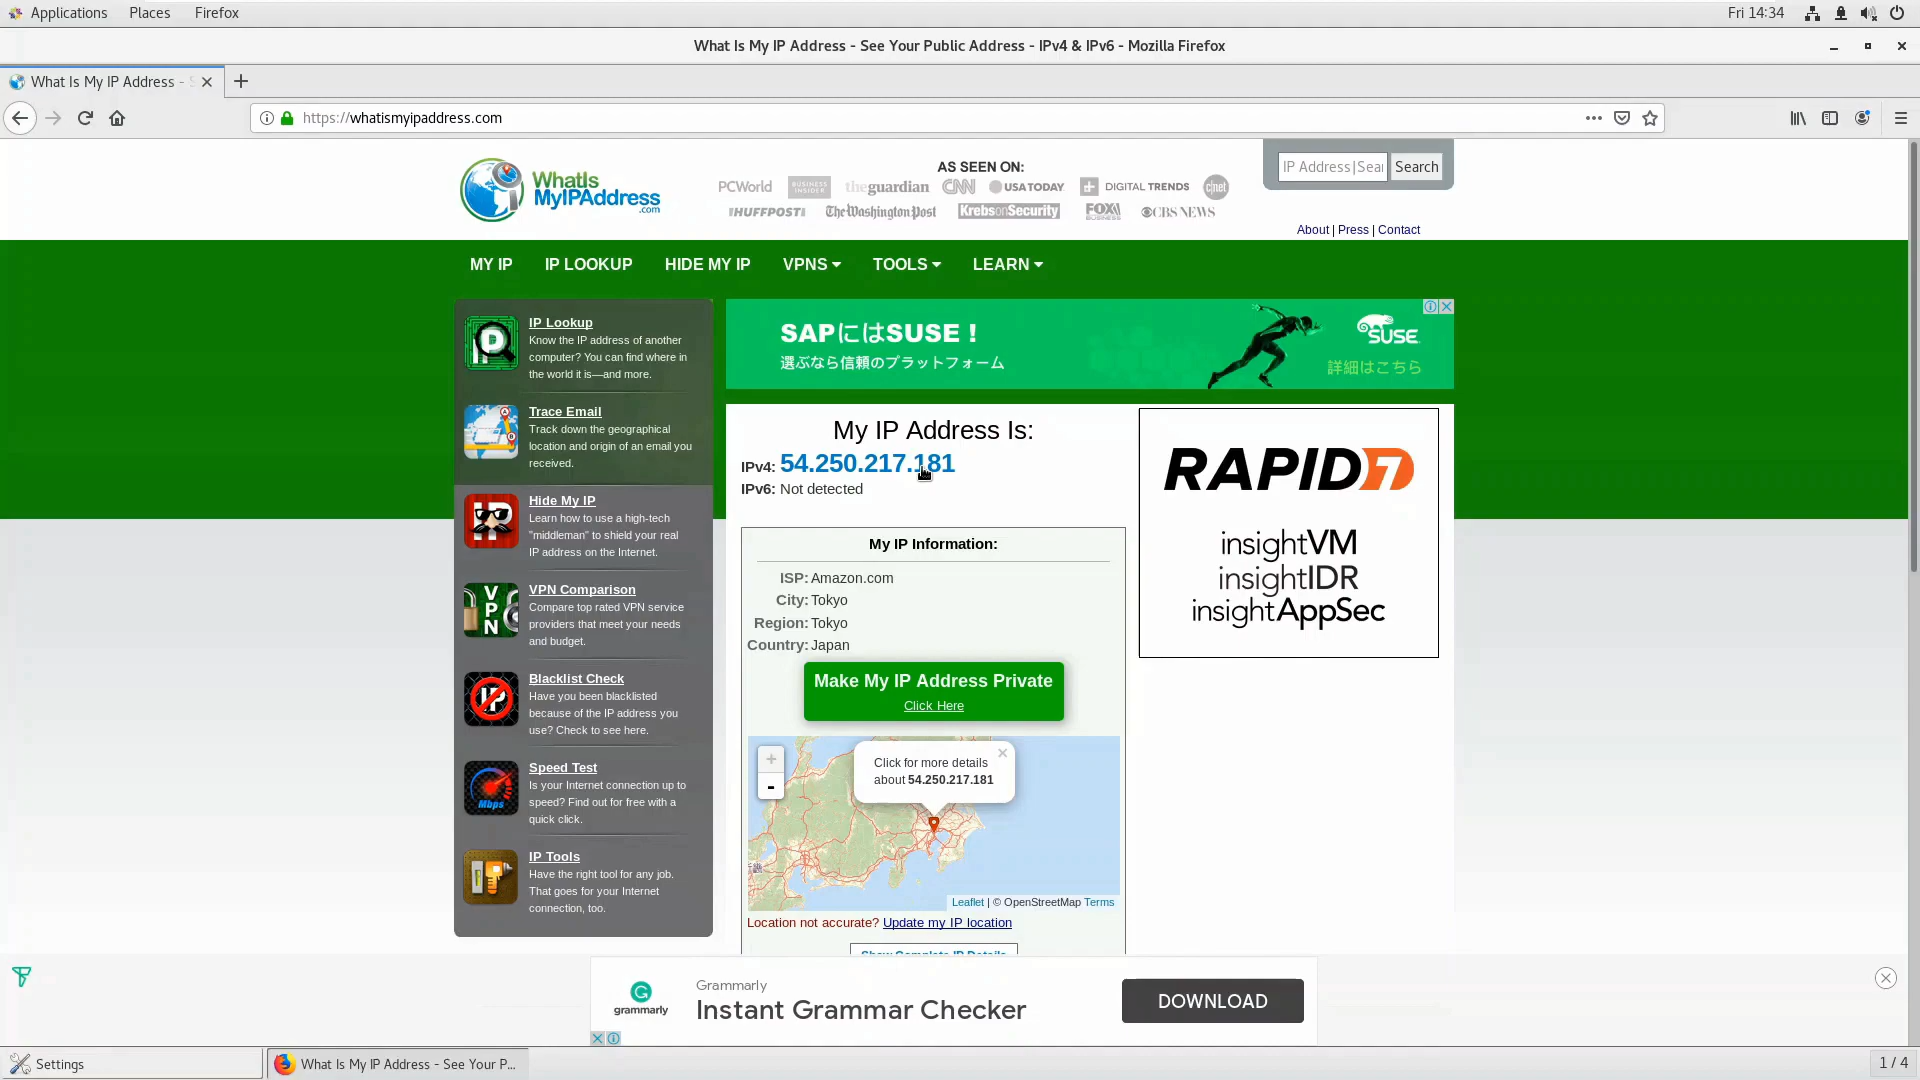 Applications Places Firefox Fri 14:34
What Is My IP Address - See Your Public Address - IPv4 & IPv6 - Mozilla Firefox
What Is My IP Address - S
https://whatismyipaddress.com
WhatIs
MyIPAddress
.com
AS SEEN ON:
PCWorld BUSINESS INSIDER theguardian CNN USA TODAY DIGITAL TRENDS c|net
IHUFFPOSTI The Washington Post KrebsonSecurity FOX BUSINESS CBS NEWS
IP Address|Sear Search
About | Press | Contact
MY IP IP LOOKUP HIDE MY IP VPNS TOOLS LEARN
IP Lookup
Know the IP address of another
computer? You can find where in
the world it is—and more.
Trace Email
Track down the geographical
location and origin of an email you
received.
Hide My IP
Learn how to use a high-tech
"middleman" to shield your real
IP address on the Internet.
VPN
VPN Comparison
Compare top rated VPN service
providers that meet your needs
and budget.
Blacklist Check
Have you been blacklisted
because of the IP address you
use? Check to see here.
Mbps
Speed Test
Is your Internet connection up to
speed? Find out for free with a
quick click.
IP Tools
Have the right tool for any job.
That goes for your Internet
connection, too.
SAPにはSUSE！
選ぶなら信頼のプラットフォーム
SUSE
詳細はこちら
My IP Address Is:
IPv4: 54.250.217.181
IPv6: Not detected
My IP Information:
ISP: Amazon.com
City: Tokyo
Region: Tokyo
Country: Japan
Make My IP Address Private
Click Here
+
-
Click for more details
about 54.250.217.181
×
Leaflet | © OpenStreetMap Terms
Location not accurate? Update my IP location
Show Complete IP Details
RAPID7
insightVM
insightIDR
insightAppSec
grammarly
Grammarly
Instant Grammar Checker
DOWNLOAD
Settings What Is My IP Address - See Your P... 1 / 4